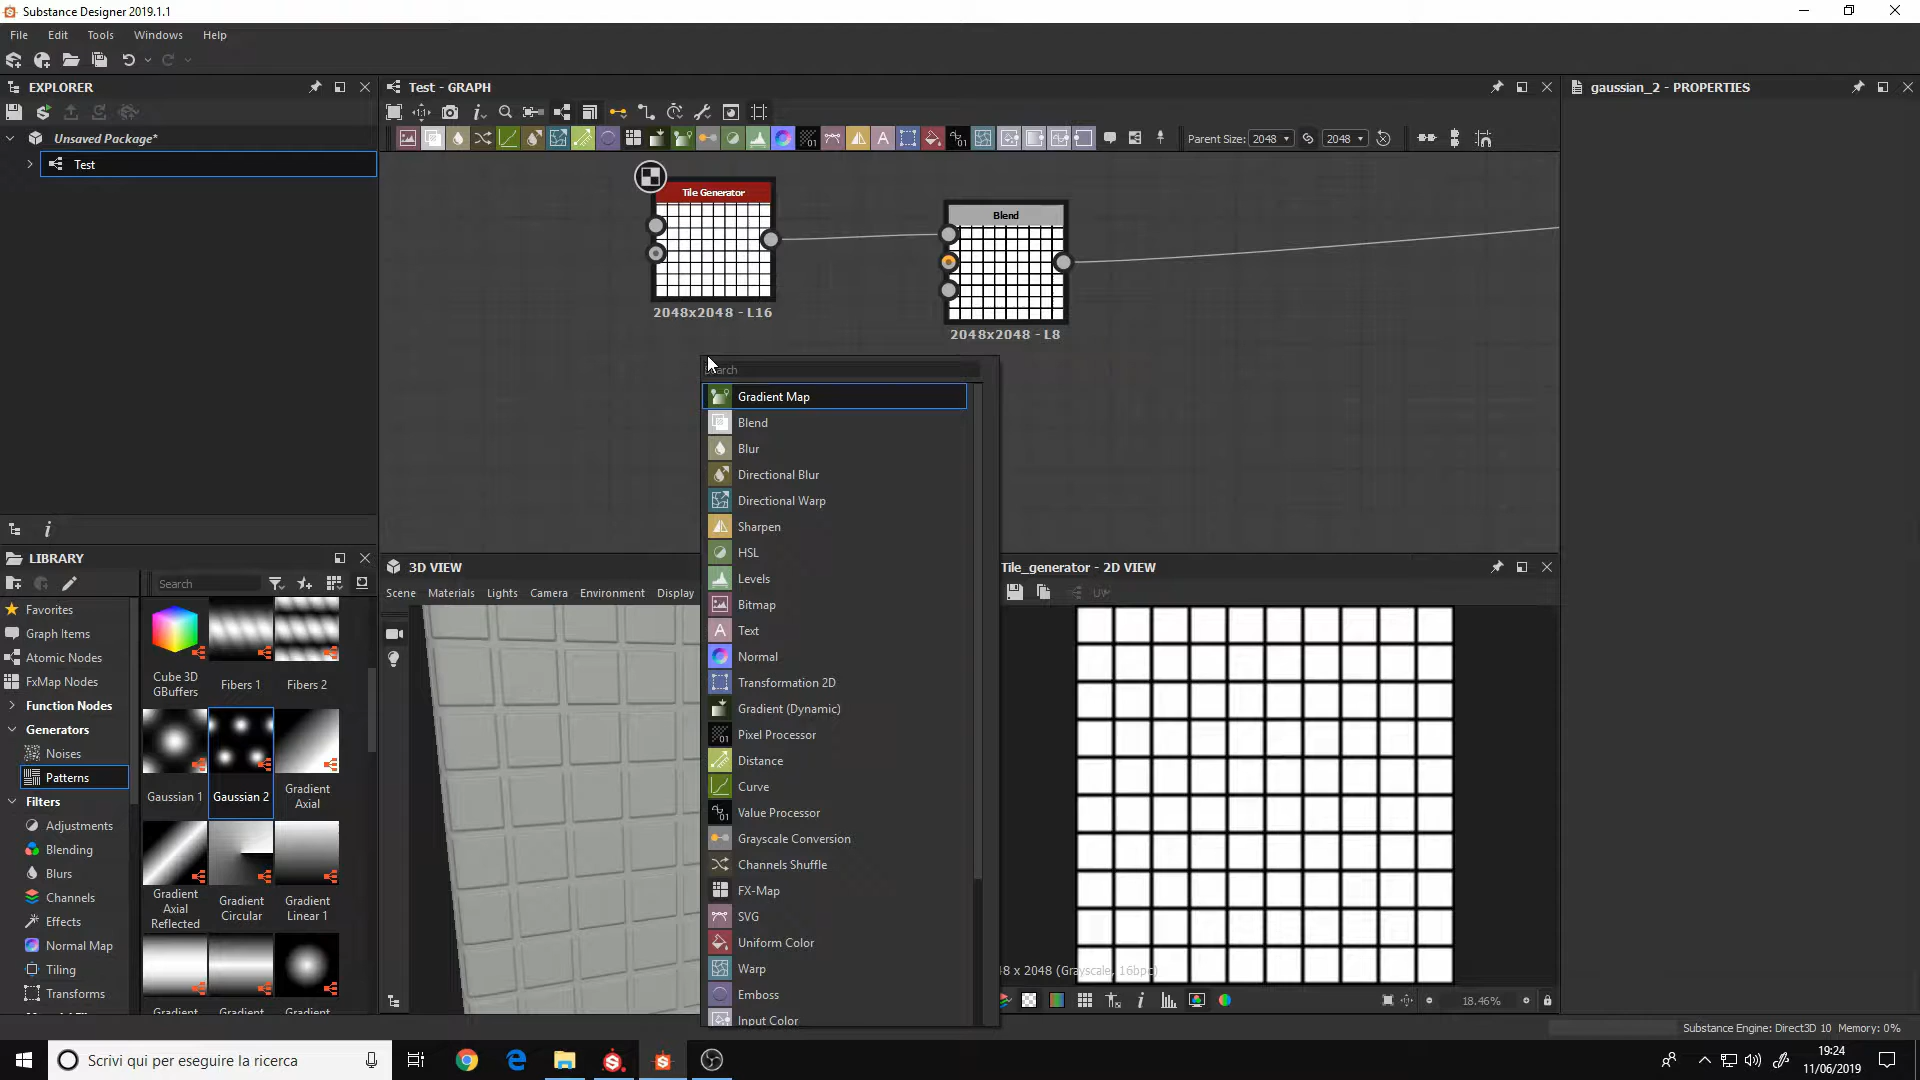 Substance Designer 2019.1.1
File Edit Tools Windows Help
EXPLORER
Unsaved Package*
Test
Test - GRAPH
Parent Size: 2048 2048
gaussian_2 - PROPERTIES
Tile Generator
2048x2048 - L16
Blend
2048x2048 - L8
Search
Gradient Map
Blend
Blur
Directional Blur
Directional Warp
Sharpen
HSL
Levels
Bitmap
Text
Normal
Transformation 2D
Gradient (Dynamic)
Pixel Processor
Distance
Curve
Value Processor
Grayscale Conversion
Channels Shuffle
FX-Map
SVG
Uniform Color
Warp
Emboss
Input Color
LIBRARY
Search
Favorites
Graph Items
Atomic Nodes
FxMap Nodes
Function Nodes
Generators
Noises
Patterns
Filters
Adjustments
Blending
Blurs
Channels
Effects
Normal Map
Tiling
Transforms
Cube 3D GBuffers
Fibers 1
Fibers 2
Gaussian 1
Gaussian 2
Gradient Axial
Gradient Axial Reflected
Gradient Circular
Gradient Linear 1
Gradient
Gradient
Gradient
3D VIEW
Scene Materials Lights Camera Environment Display
Tile_generator - 2D VIEW
UV
48 x 2048 (Grayscale, 16bpc)
18.46%
Substance Engine: Direct3D 10 Memory: 0%
Scrivi qui per eseguire la ricerca
19:24
11/06/2019